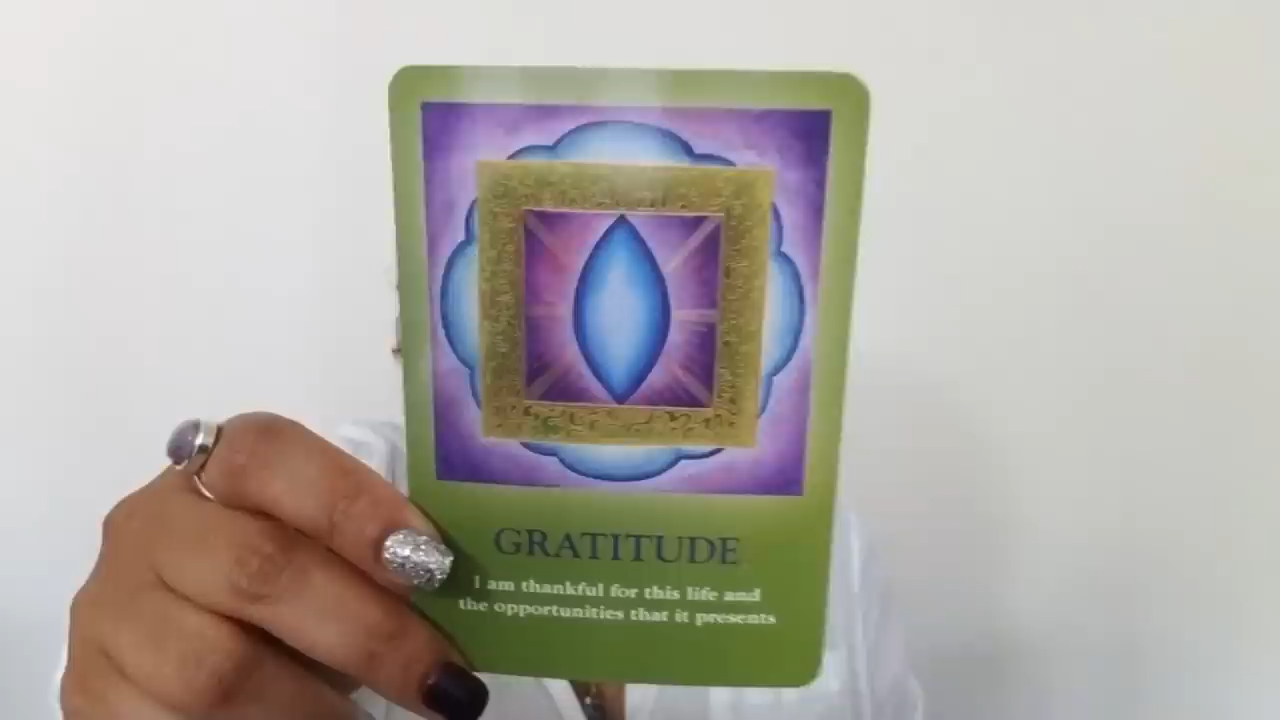 GRATITUDE
I am thankful for this life and
the opportunities that it presents